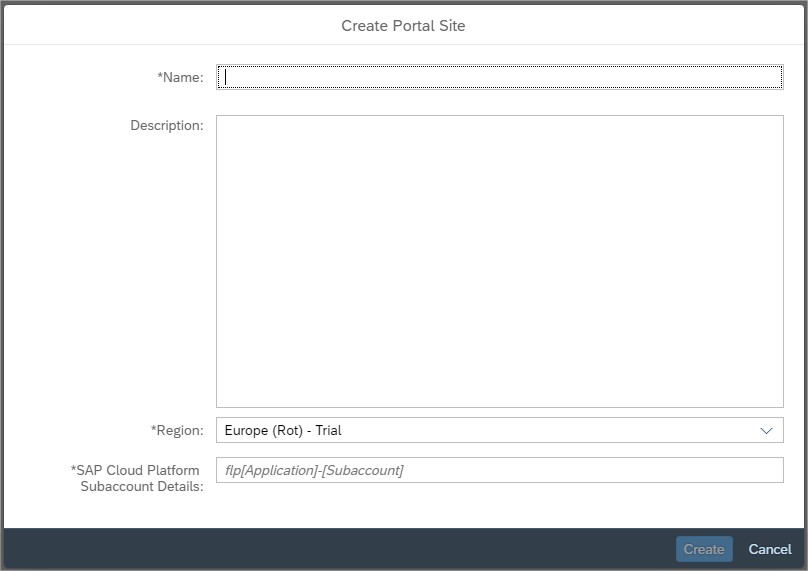 Create Portal Site
*Name:
Description:
*Region: Europe (Rot) - Trial
*SAP Cloud Platform flp[Application]-[Subaccount]
Subaccount Details:
Create Cancel